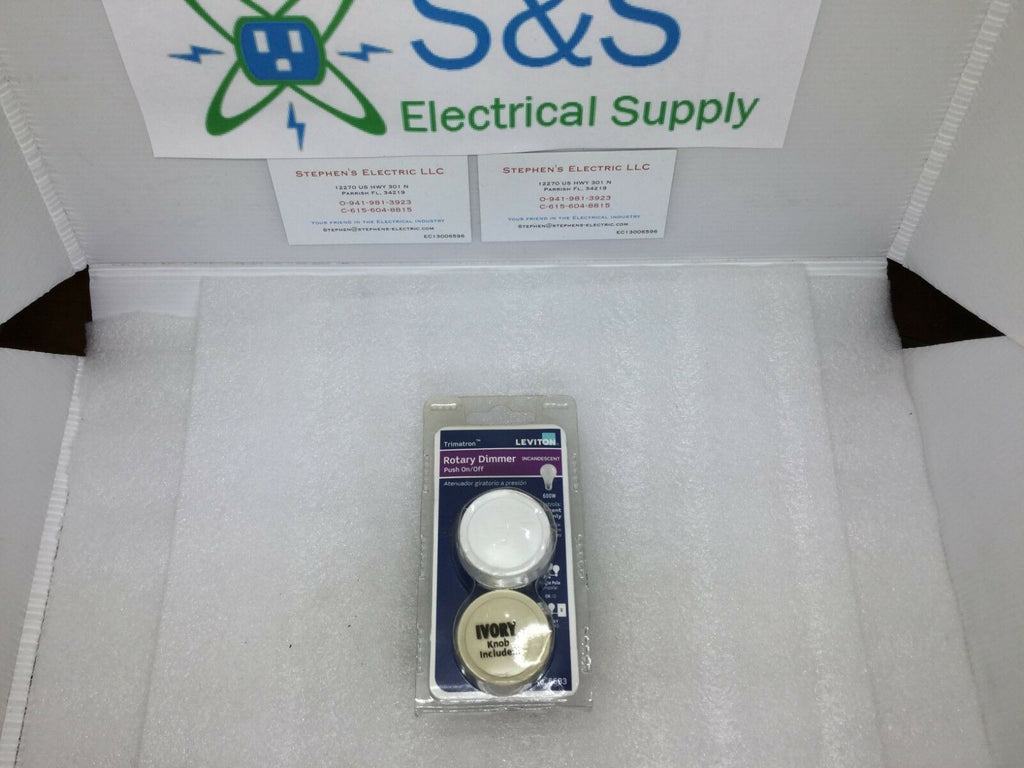 S&S
Electrical Supply
STEPHEN'S ELECTRIC LLC
12270 US HWY 301 N
PARRISH FL, 34219
O-941-981-3923
C-615-604-8815
YOUR FRIEND IN THE ELECTRICAL INDUSTRY
STEPHEN@STEPHENS-ELECTRIC.COM
EC13006596
STEPHEN'S ELECTRIC LLC
12270 US HWY 301 N
PARRISH FL, 34219
O-941-981-3923
C-615-604-8815
YOUR FRIEND IN THE ELECTRICAL INDUSTRY
STEPHEN@STEPHENS-ELECTRIC.COM
EC13006596
Trimatron™ LEVITON
Rotary Dimmer INCANDESCENT
Push On/Off
Atenuador giratorio a presión
600W
IVORY
Knob
Include